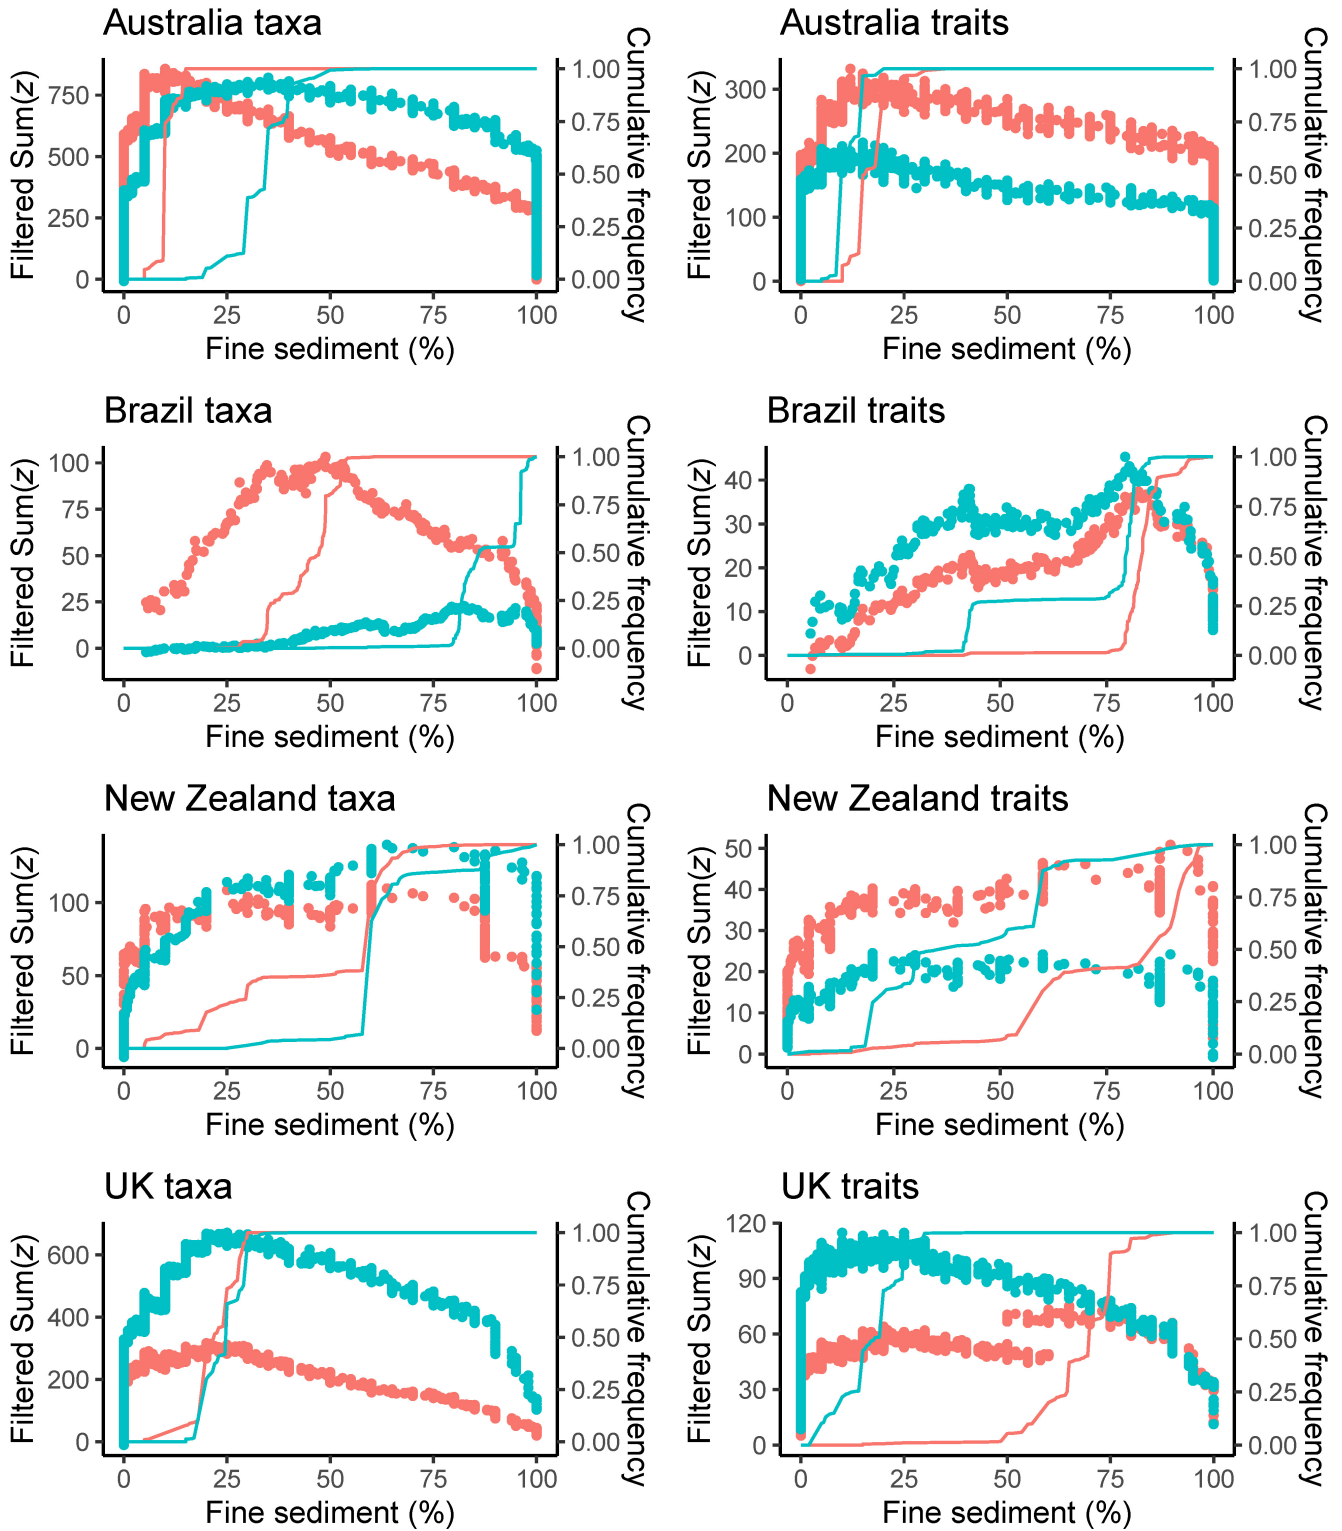 Australia taxa
Filtered Sum(z)
750
500
250
0
1.00
0.75
0.50
0.25
0.00
Cumulative frequency
0 25 50 75 100
Fine sediment (%)
Australia traits
Filtered Sum(z)
300
200
100
0
1.00
0.75
0.50
0.25
0.00
Cumulative frequency
0 25 50 75 100
Fine sediment (%)
Brazil taxa
Filtered Sum(z)
100
75
50
25
0
1.00
0.75
0.50
0.25
0.00
Cumulative frequency
0 25 50 75 100
Fine sediment (%)
Brazil traits
Filtered Sum(z)
40
30
20
10
0
1.00
0.75
0.50
0.25
0.00
Cumulative frequency
0 25 50 75 100
Fine sediment (%)
New Zealand taxa
Filtered Sum(z)
100
50
0
1.00
0.75
0.50
0.25
0.00
Cumulative frequency
0 25 50 75 100
Fine sediment (%)
New Zealand traits
Filtered Sum(z)
50
40
30
20
10
0
1.00
0.75
0.50
0.25
0.00
Cumulative frequency
0 25 50 75 100
Fine sediment (%)
UK taxa
Filtered Sum(z)
600
400
200
0
1.00
0.75
0.50
0.25
0.00
Cumulative frequency
0 25 50 75 100
Fine sediment (%)
UK traits
Filtered Sum(z)
120
90
60
30
0
1.00
0.75
0.50
0.25
0.00
Cumulative frequency
0 25 50 75 100
Fine sediment (%)